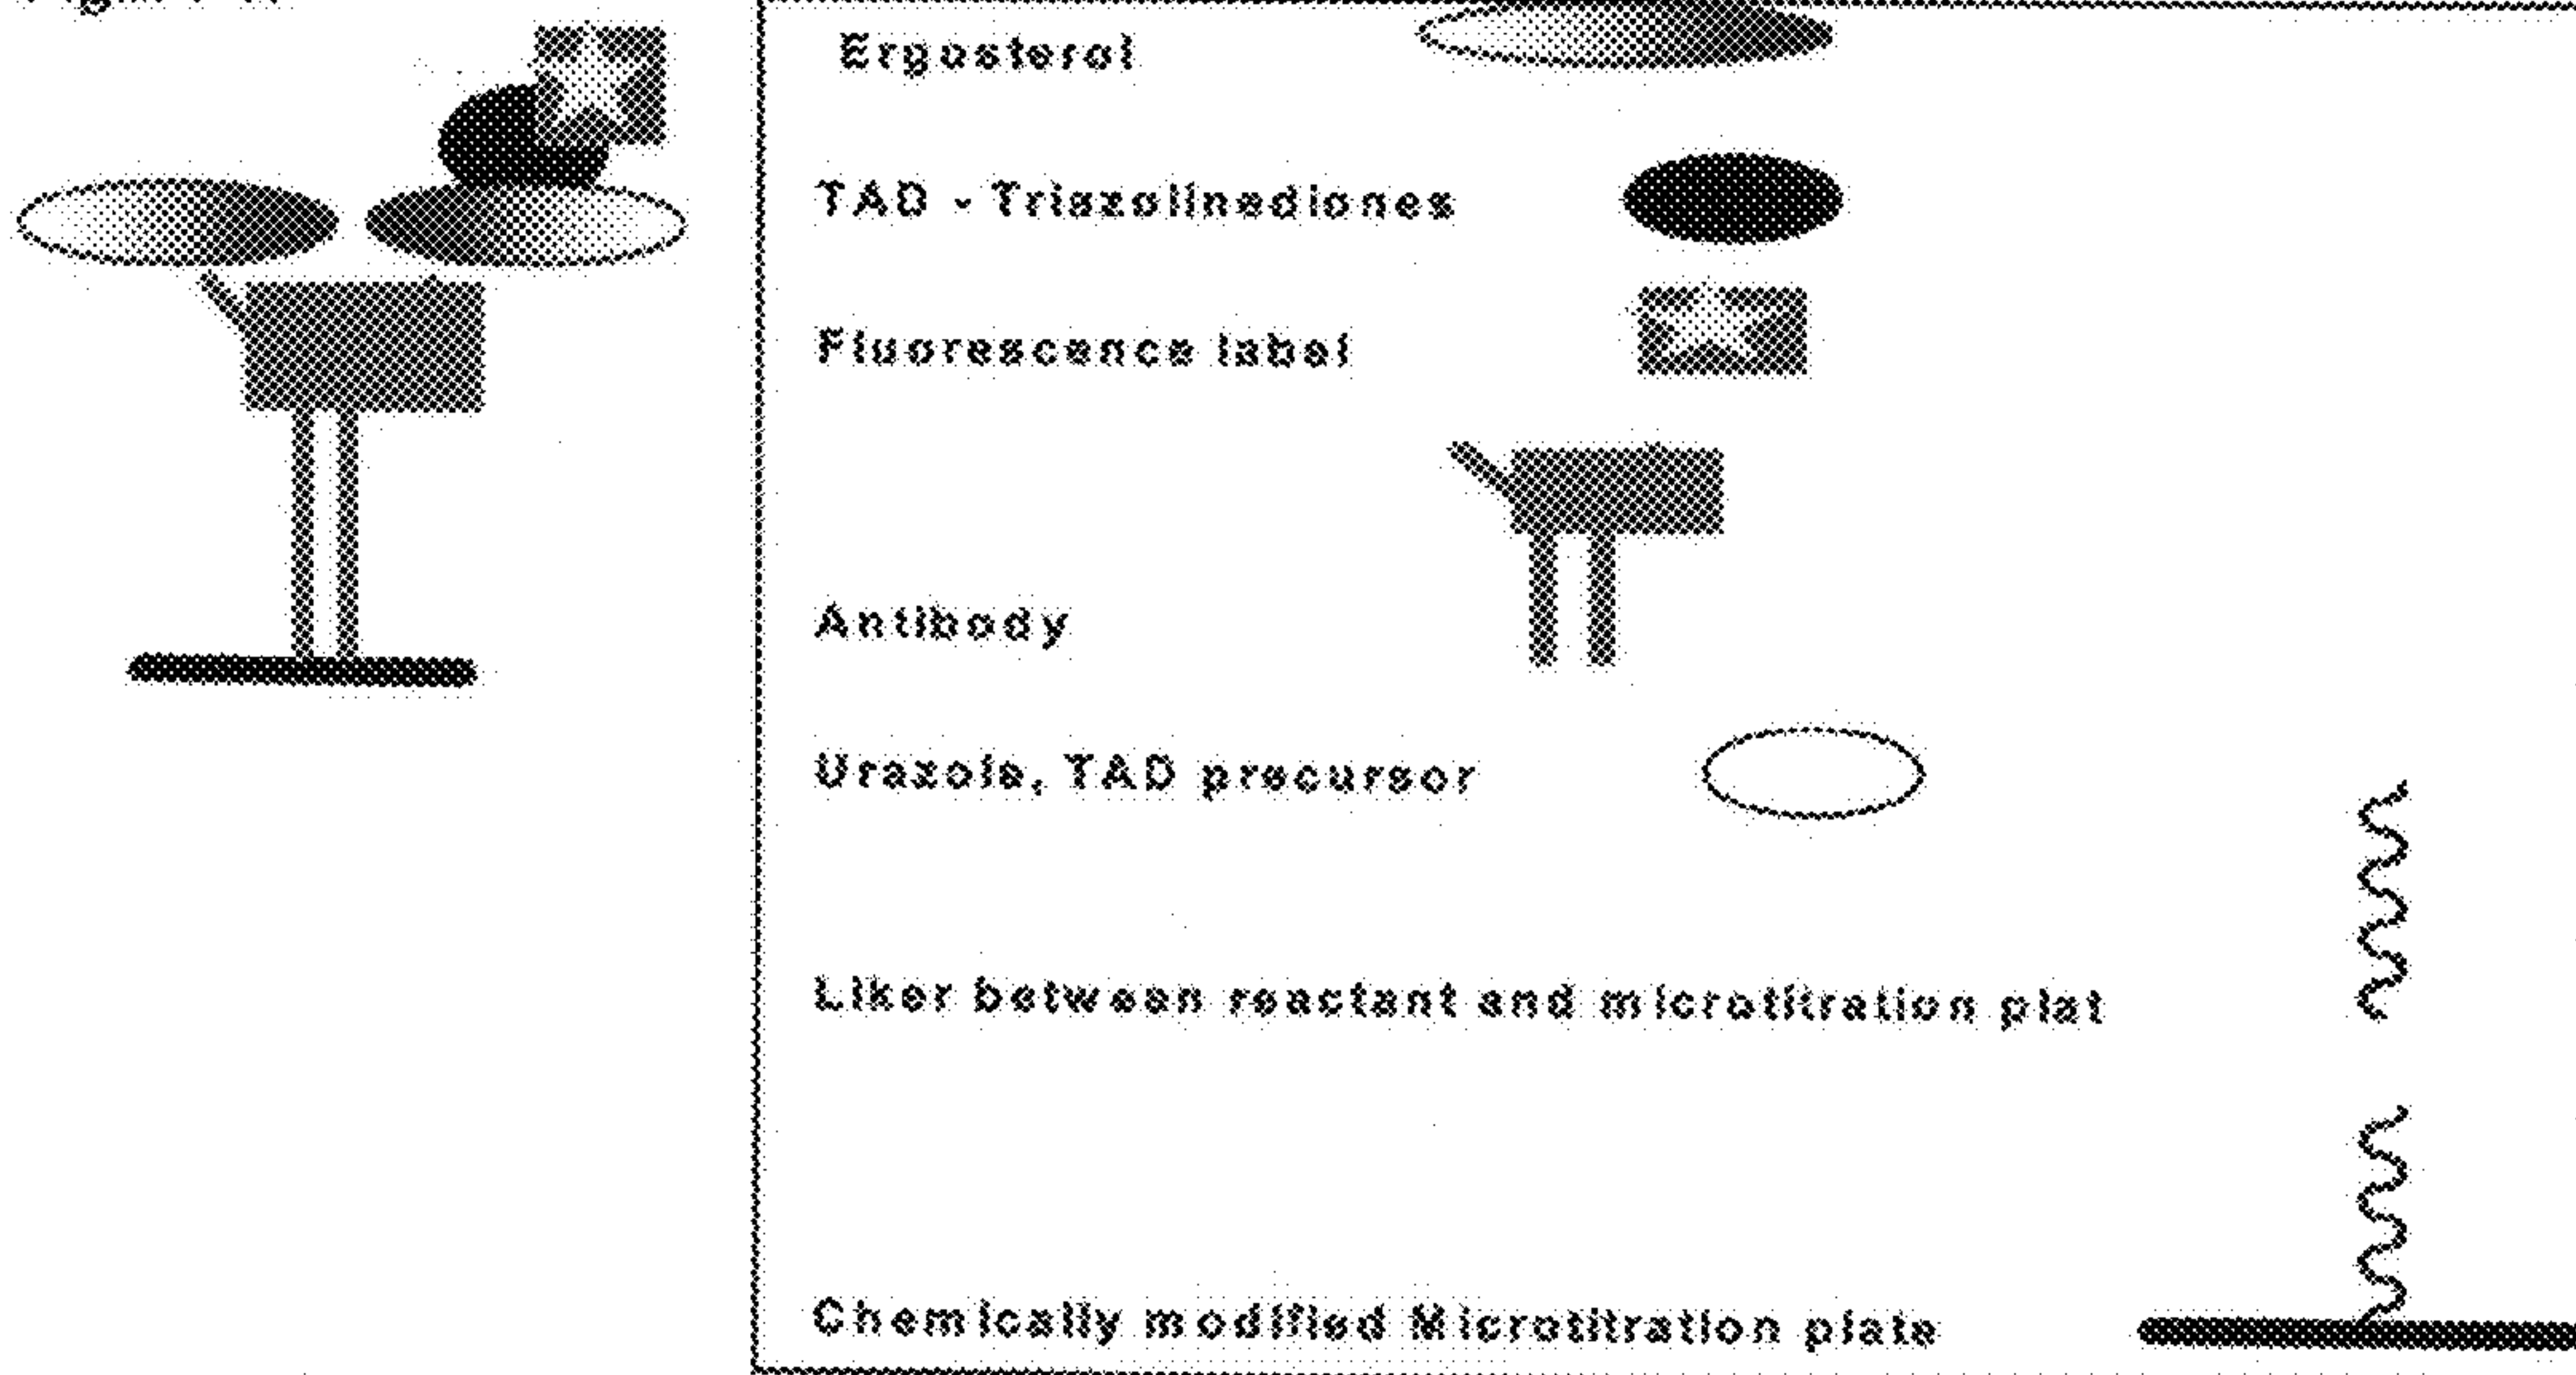 Ergosterol
TAD - Triazolinediones
Fluorescence label
Antibody
Urazole, TAD precursor
Liker between reactant and microtitration plat
Chemically modified Microtitration plate